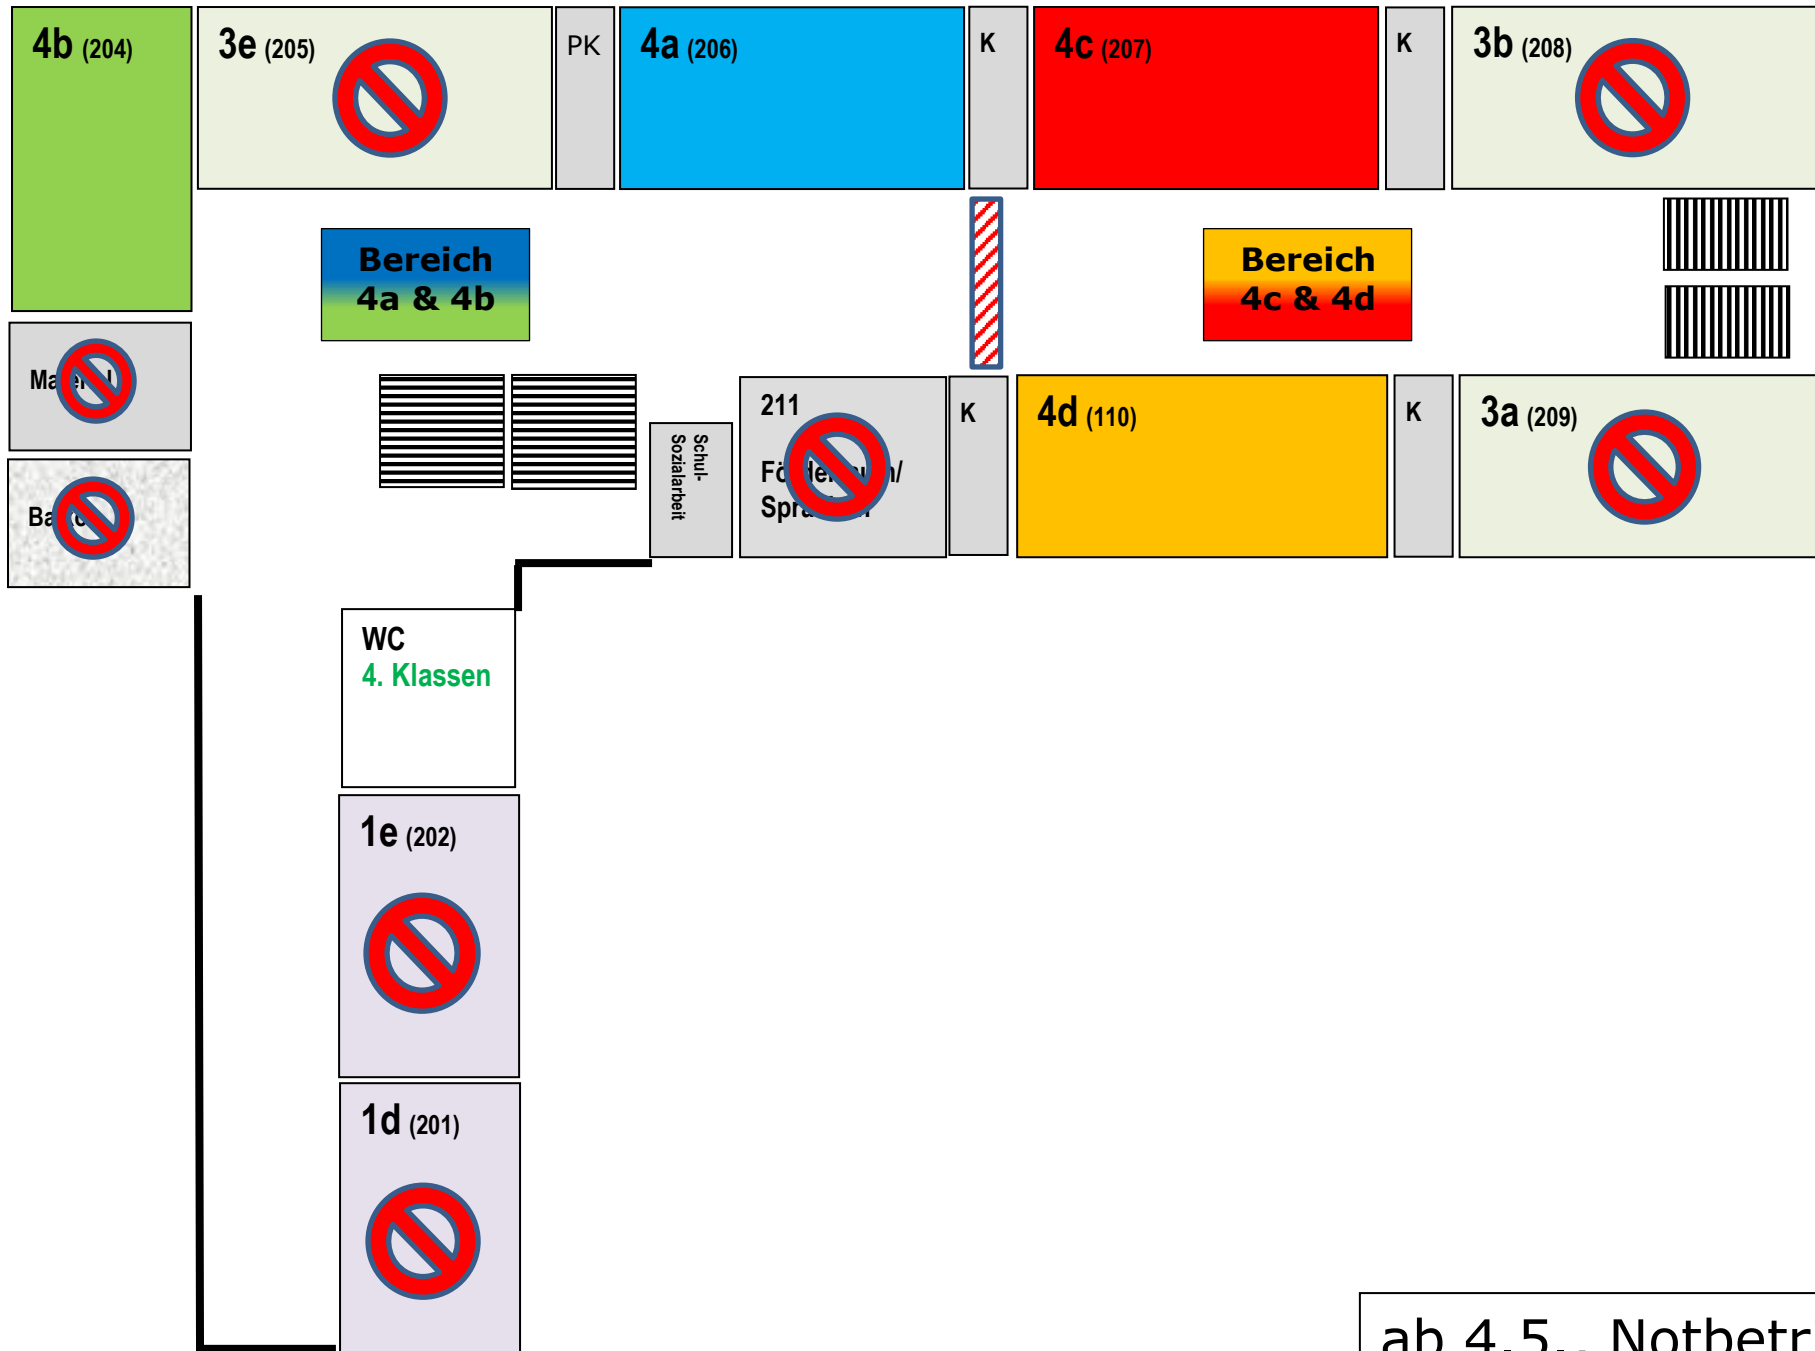 4b (204)
3e (205)
PK
4a (206)
K
4c (207)
K
3b (208)
Bereich
4a & 4b
Bereich
4c & 4d
Schul-
Sozialarbeit
211
K
4d (110)
K
3a (209)
WC
4. Klassen
1e (202)
1d (201)
ab 4.5., Notbetr